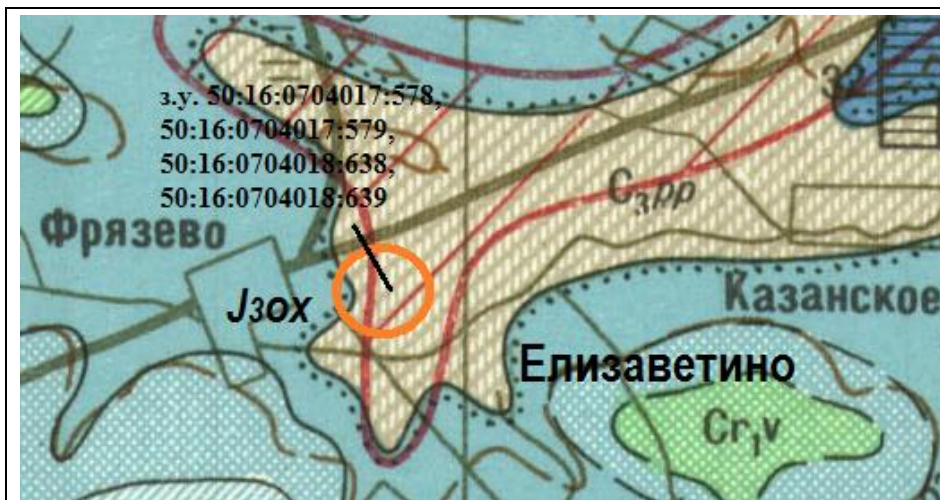 з.у. 50:16:0704017:578,
50:16:0704017:579,
50:16:0704018:638,
50:16:0704018:639
C₃pp
Фрязево
J₃ox
Казанское
Елизаветино
Cr₁v